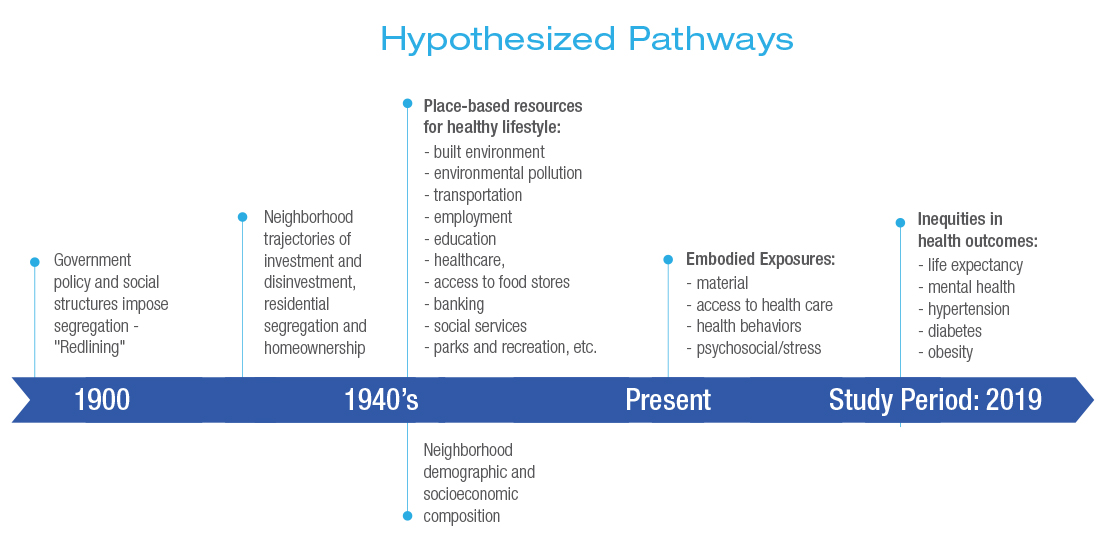 Hypothesized Pathways
Government
policy and social
structures impose
segregation -
"Redlining"
Neighborhood
trajectories of
investment and
disinvestment,
residential
segregation and
homeownership
Place-based resources
for healthy lifestyle:
- built environment
- environmental pollution
- transportation
- employment
- education
- healthcare,
- access to food stores
- banking
- social services
- parks and recreation, etc.
Embodied Exposures:
- material
- access to health care
- health behaviors
- psychosocial/stress
Inequities in
health outcomes:
- life expectancy
- mental health
- hypertension
- diabetes
- obesity
1900
1940's
Present
Study Period: 2019
Neighborhood
demographic and
socioeconomic
composition